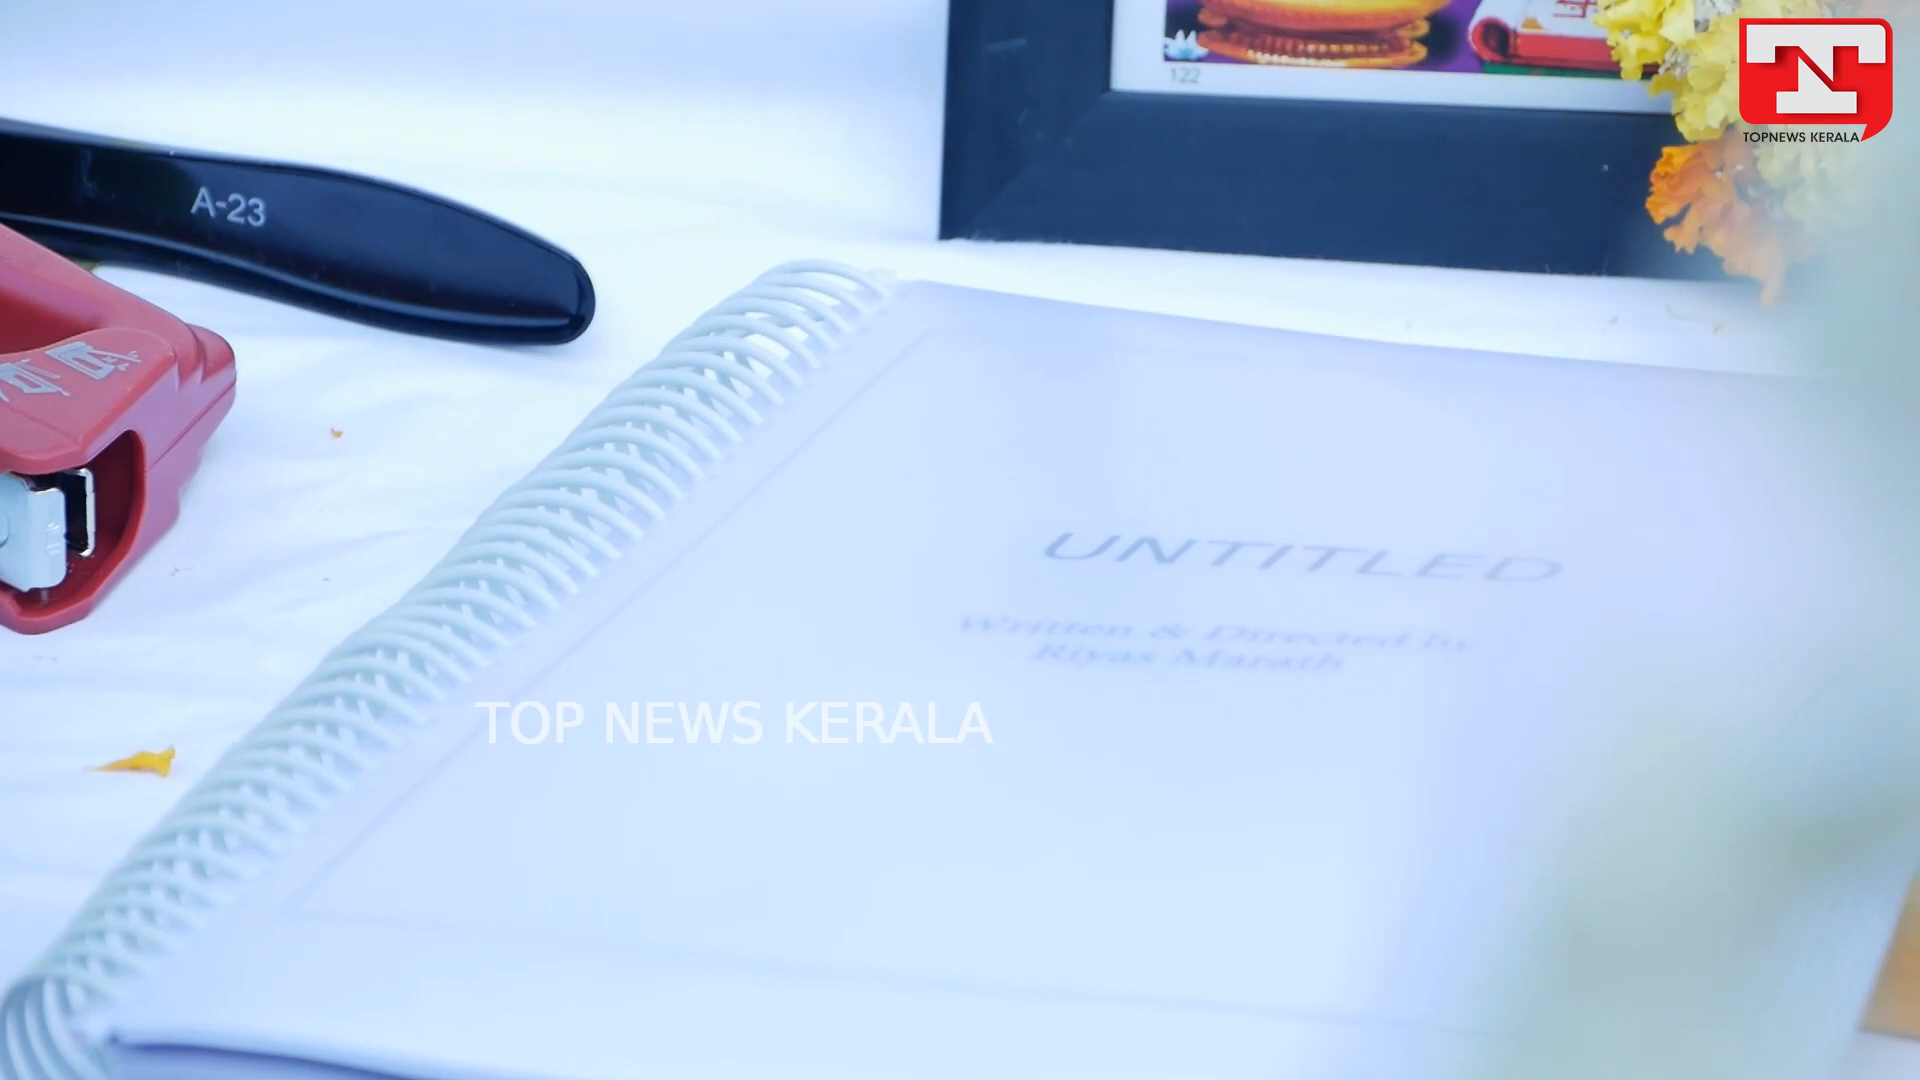 122
TOPNEWS KERALA
A-23
UNTITLED
Written & Directed by
Riyas Marath
TOP NEWS KERALA